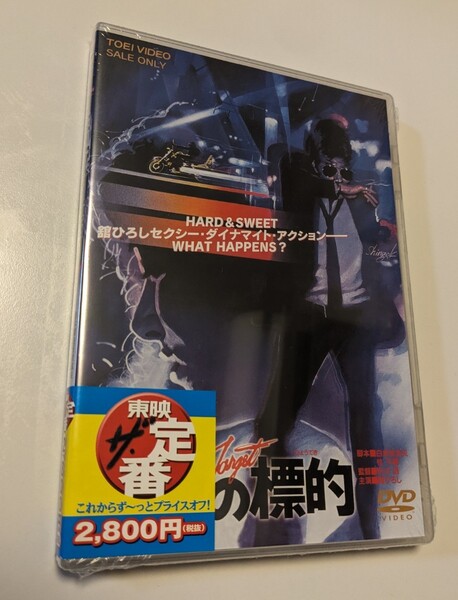 TOEI VIDEO
SALE ONLY
HARD & SWEET
舘ひろしセクシー・ダイナマイト・アクション──
WHAT HAPPENS?
Shingo
Target
の標的
DVD
VIDEO
定
東映
ザ・定番
これからず〜っとプライスオフ!
2,800円(税抜)